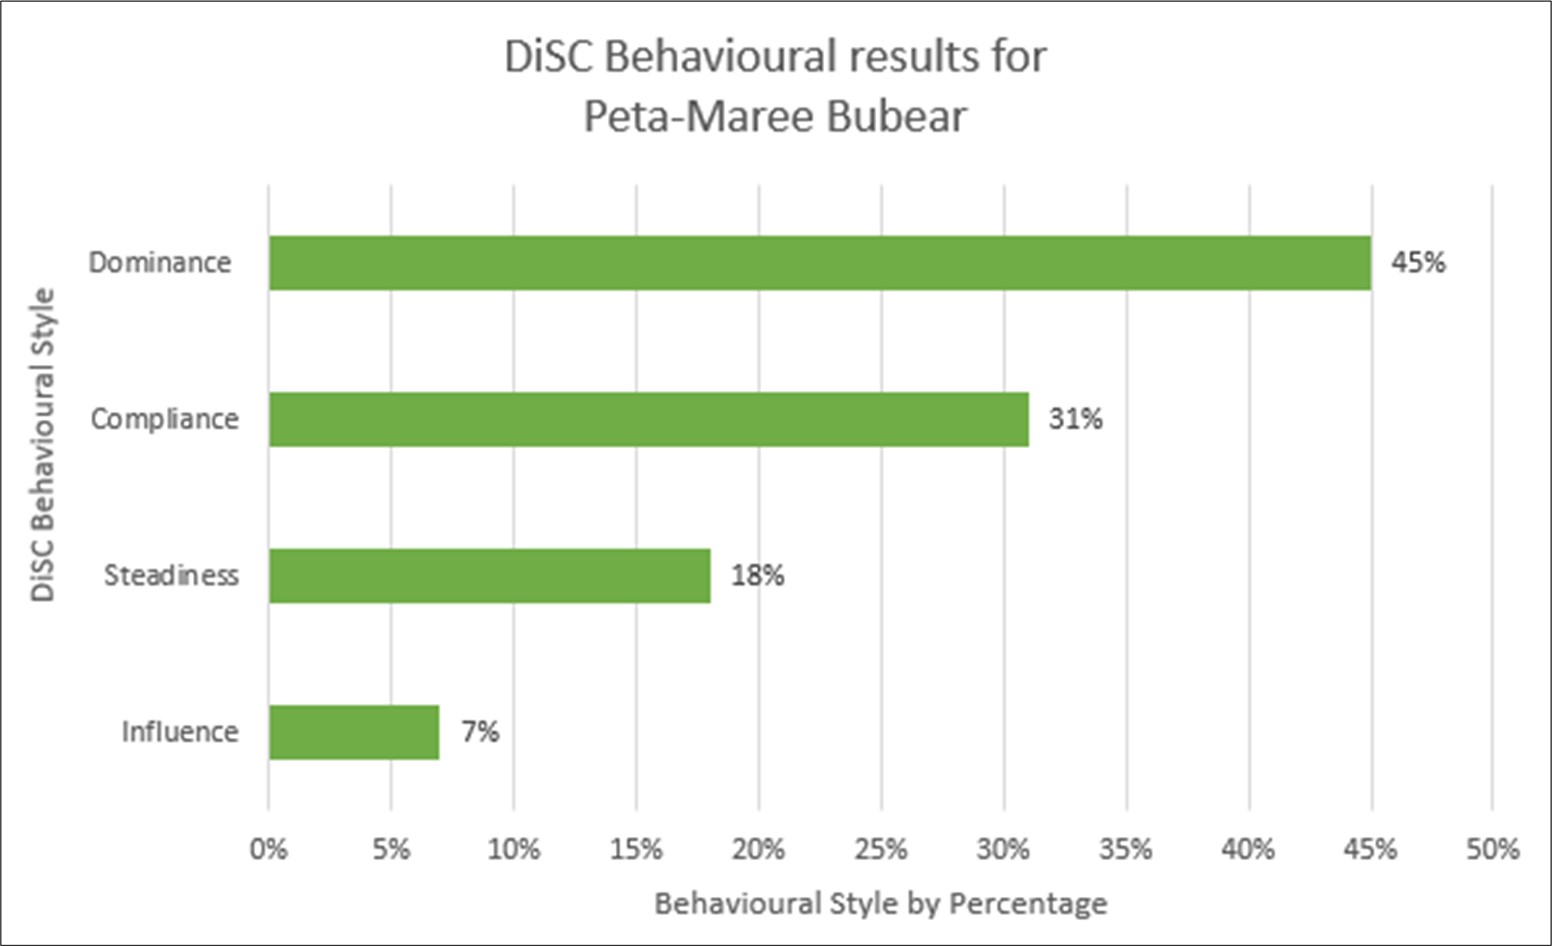 DiSC Behavioural results for
Peta-Maree Bubear
DiSC Behavioural Style
Dominance 45%
Compliance 31%
Steadiness 18%
Influence 7%
0% 5% 10% 15% 20% 25% 30% 35% 40% 45% 50%
Behavioural Style by Percentage